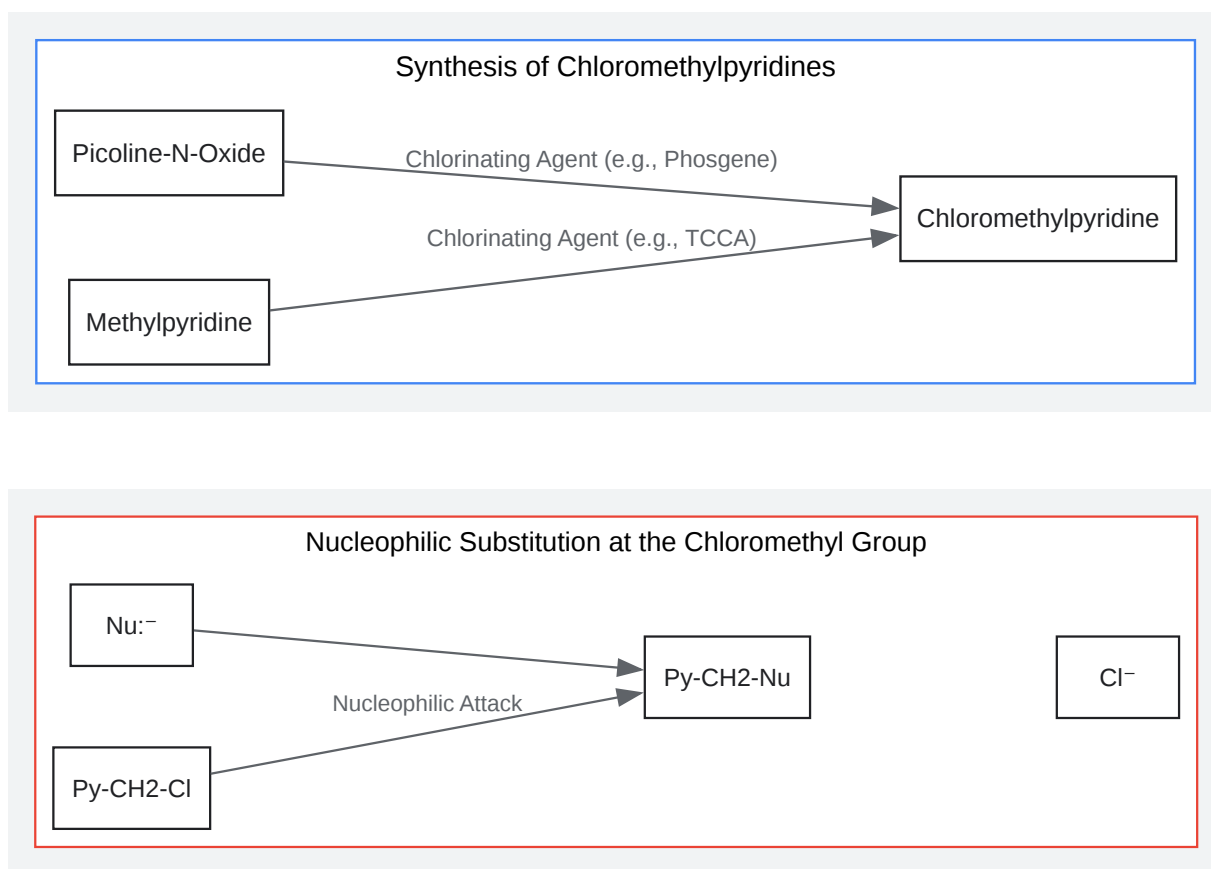 Synthesis of Chloromethylpyridines
Picoline-N-Oxide
Chlorinating Agent (e.g., Phosgene)
Chloromethylpyridine
Chlorinating Agent (e.g., TCCA)
Methylpyridine
Nucleophilic Substitution at the Chloromethyl Group
Nu:⁻
Py-CH2-Nu
Cl⁻
Nucleophilic Attack
Py-CH2-Cl